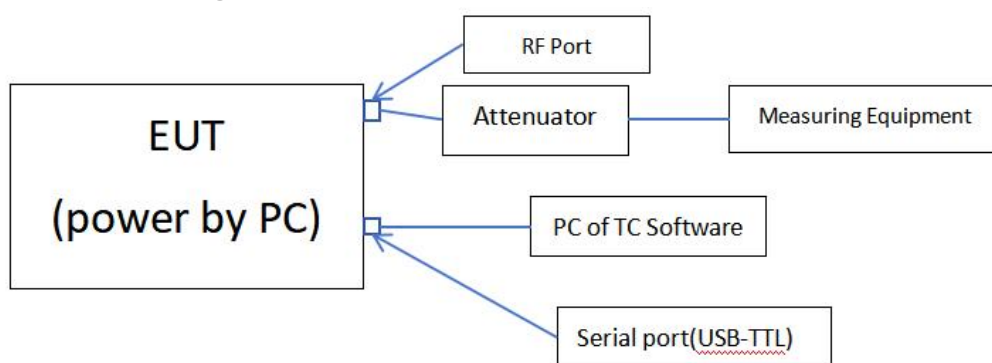 RF Port
EUT
(power by PC)
Attenuator
Measuring Equipment
PC of TC Software
Serial port(USB-TTL)